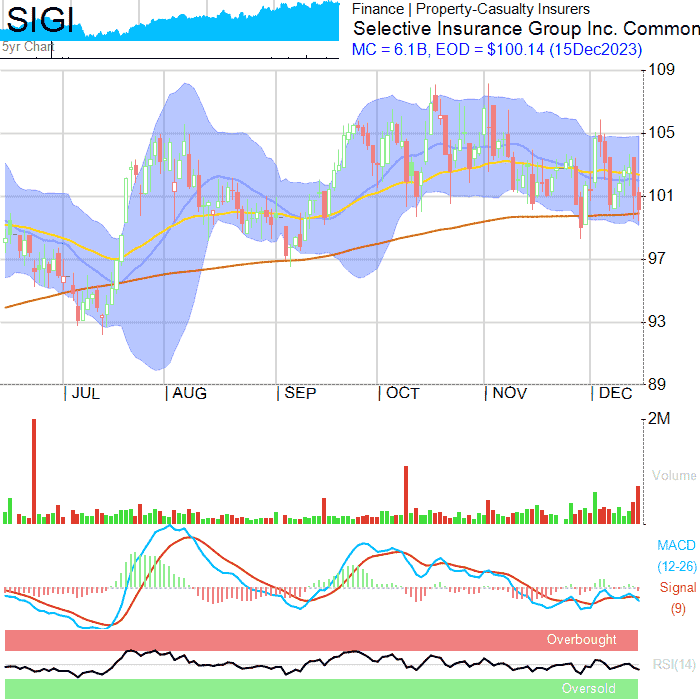 SIGI
5yr Chart
Finance | Property-Casualty Insurers
Selective Insurance Group Inc. Common
MC = 6.1B, EOD = $100.14 (15Dec2023)
109
105
101
97
93
89
JUL AUG SEP OCT NOV DEC
2M
Volume
MACD
(12-26)
Signal
(9)
Overbought
RSI(14)
Oversold